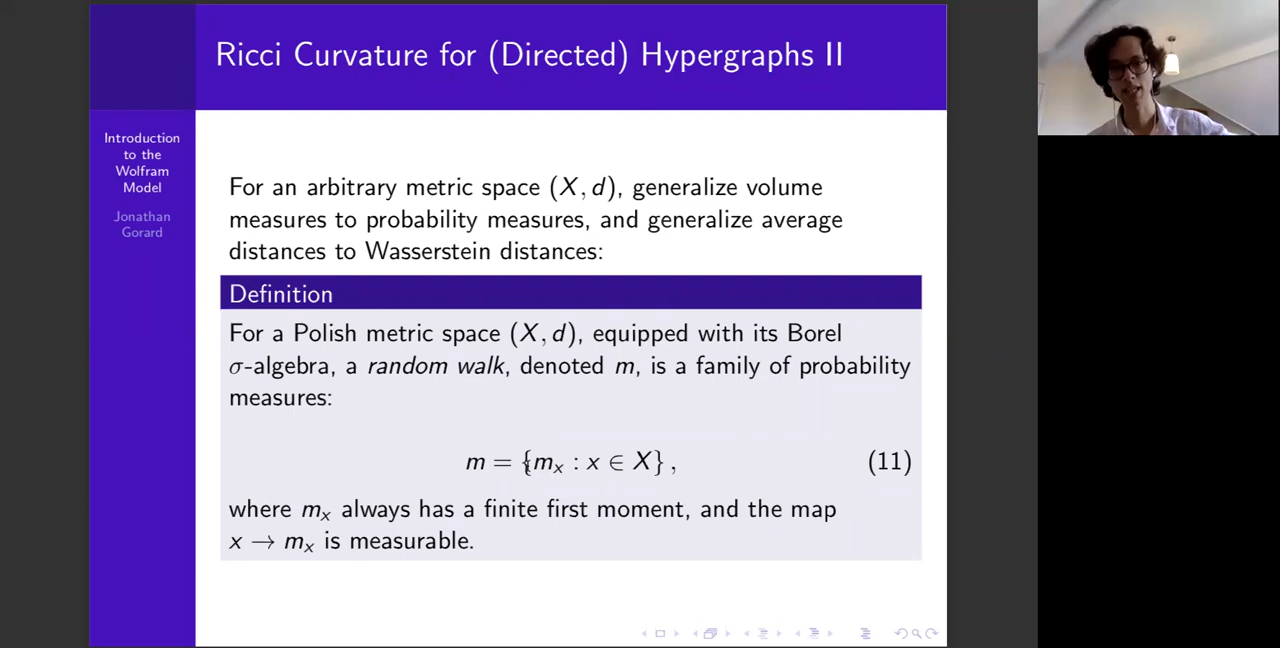 Ricci Curvature for (Directed) Hypergraphs II
Introduction
to the
Wolfram
Model
Jonathan
Gorard
For an arbitrary metric space (X, d), generalize volume
measures to probability measures, and generalize average
distances to Wasserstein distances:
Definition
For a Polish metric space (X, d), equipped with its Borel
σ-algebra, a random walk, denoted m, is a family of probability
measures:
m = {mₓ : x ∈ X} , (11)
where mₓ always has a finite first moment, and the map
x → mₓ is measurable.